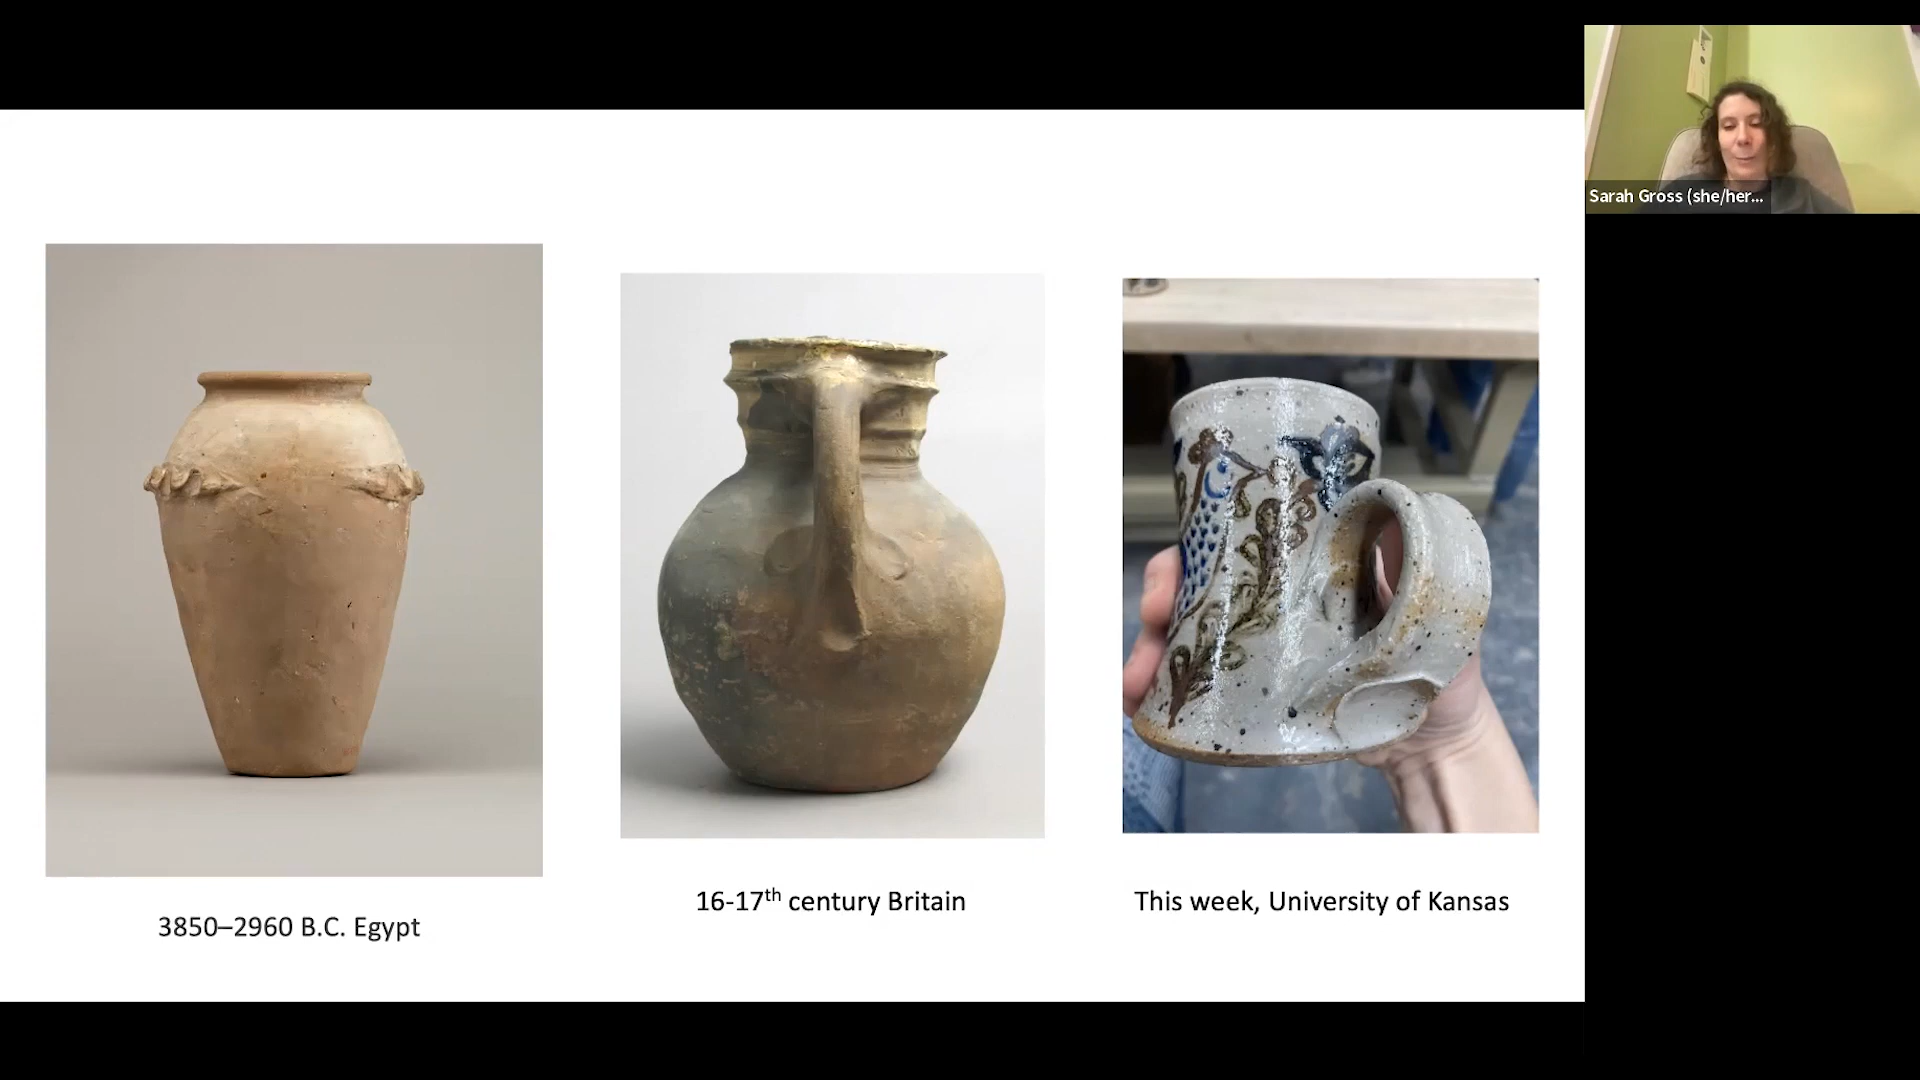 Sarah Gross (she/her...
3850–2960 B.C. Egypt
16-17th century Britain
This week, University of Kansas